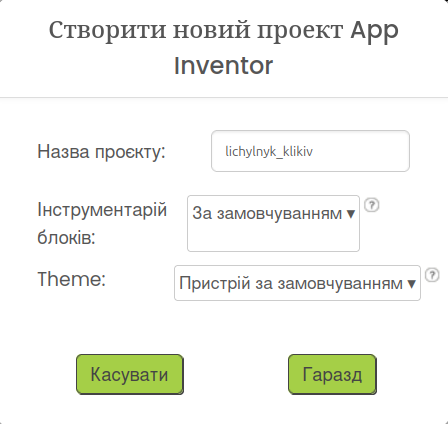 Створити новий проект App
Inventor
Назва проєкту:
lichylnyk_klikiv
Інструментарій
блоків:
За замовчуванням ▾
?
Theme:
Пристрій за замовчуванням ▾
?
Касувати
Гаразд